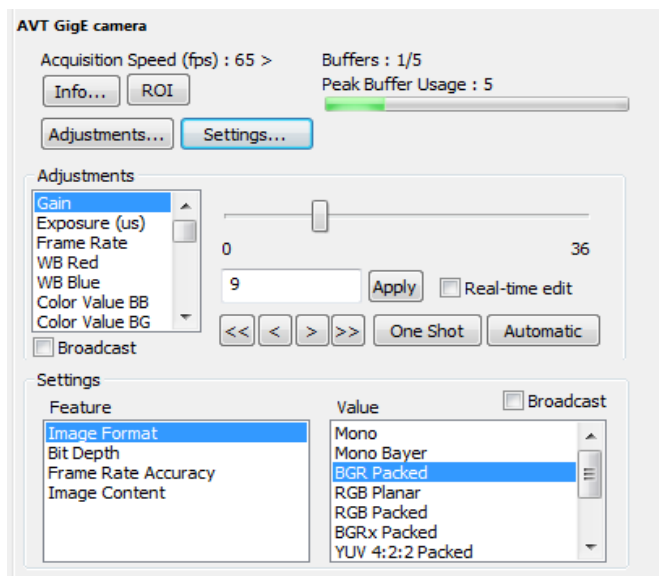 AVT GigE camera
Acquisition Speed (fps) : 65 >
Buffers : 1/5
Info...
ROI
Peak Buffer Usage : 5
Adjustments...
Settings...
Adjustments
Gain
Exposure (us)
Frame Rate
WB Red
WB Blue
Color Value BB
Color Value BG
Broadcast
0
36
9
Apply
Real-time edit
<<
<
>
>>
One Shot
Automatic
Settings
Feature
Image Format
Bit Depth
Frame Rate Accuracy
Image Content
Value
Broadcast
Mono
Mono Bayer
BGR Packed
RGB Planar
RGB Packed
BGRx Packed
YUV 4:2:2 Packed